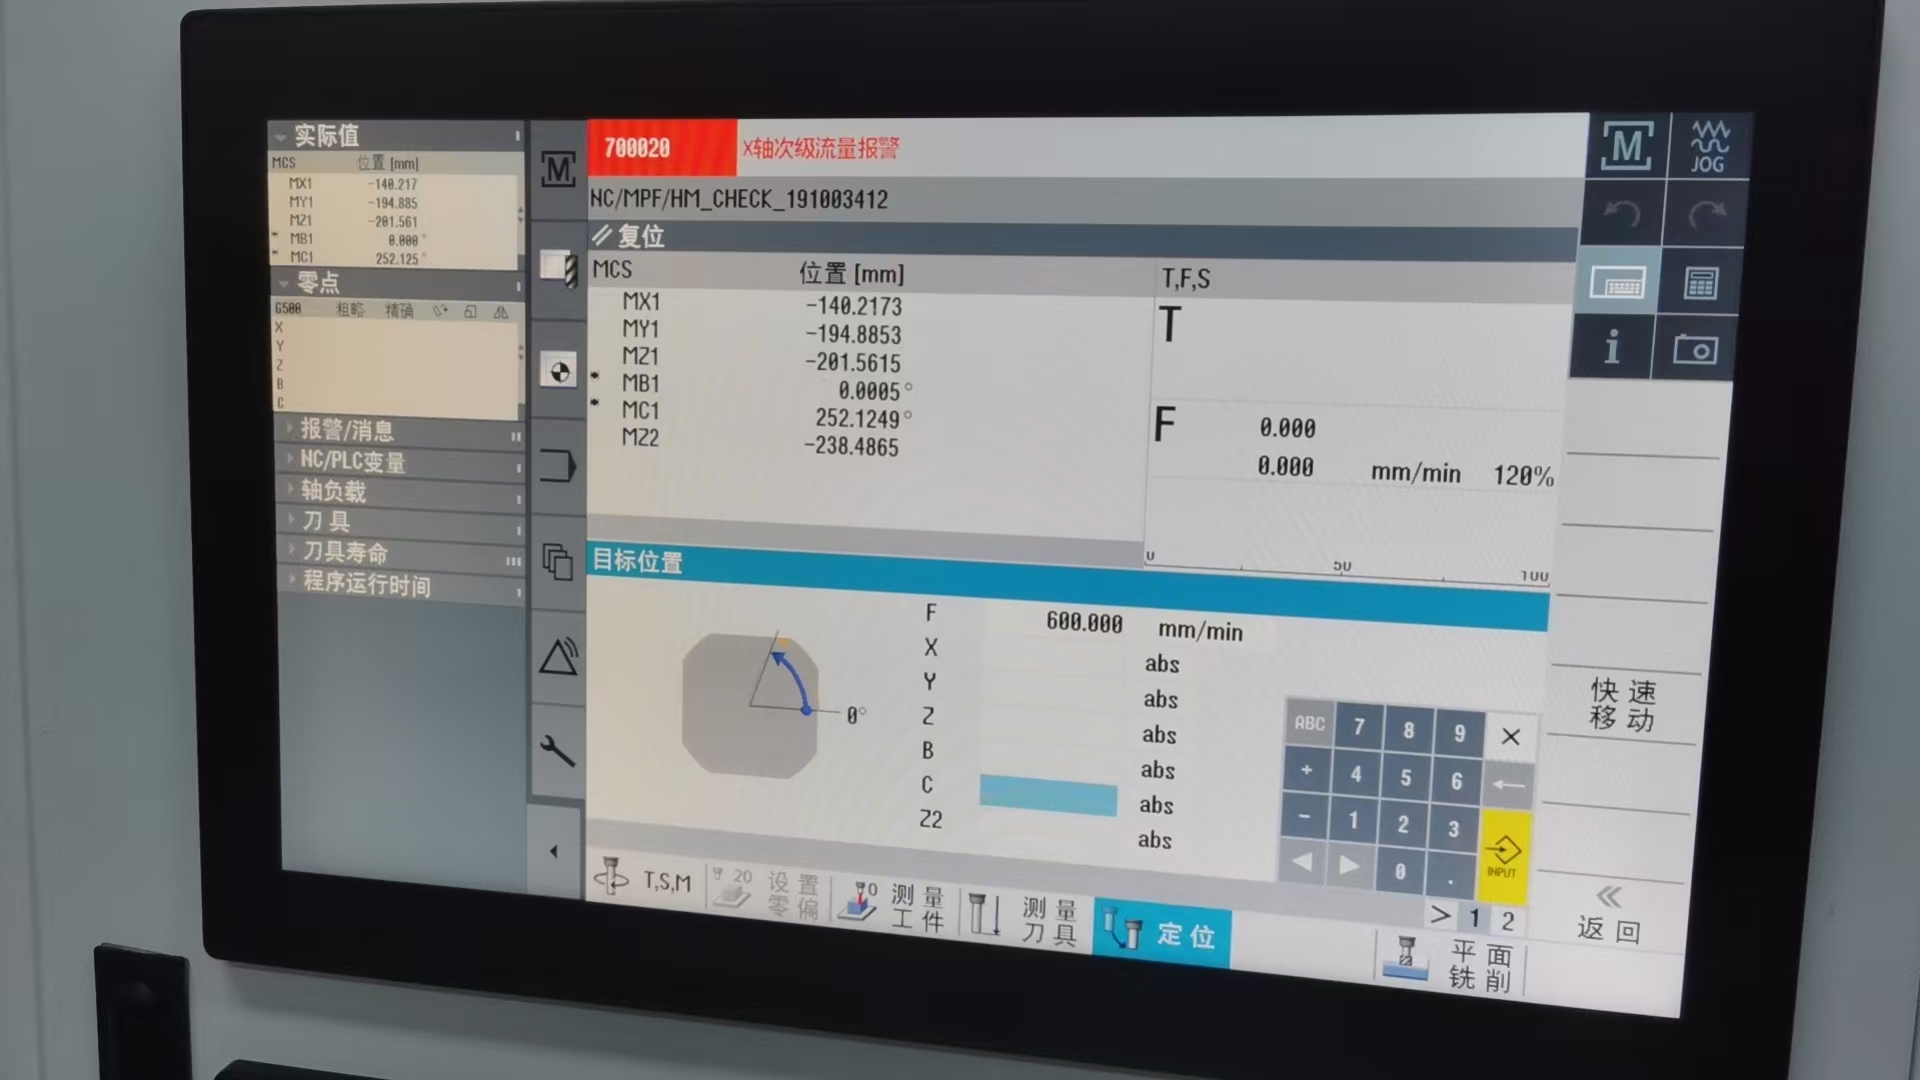 实际值
MCS 位置 [mm]
MX1 -140.217
MY1 -194.885
MZ1 -201.561
MB1 0.000 °
MC1 252.125 °
零点
G500 粗略 精确
X
Y
Z
B
C
报警/消息
NC/PLC变量
轴负载
刀具
刀具寿命
程序运行时间
M
700020 X轴次级流量报警
NC/MPF/HM_CHECK_191003412
复位
MCS 位置 [mm]
MX1 -140.2173
MY1 -194.8853
MZ1 -201.5615
MB1 0.0005 °
MC1 252.1249 °
MZ2 -238.4865
T,F,S
T
F 0.000
0.000 mm/min 120%
0 50 100
目标位置
0°
F 600.000 mm/min
X abs
Y abs
Z abs
B abs
C abs
Z2 abs
ABC 7 8 9 ×
+ 4 5 6 ←
- 1 2 3
0 . INPUT
> 1 2
T,S,M
20 设置零偏
0 测量工件
测量刀具
定位
平面铣削
M
JOG
i
快速移动
«
返回